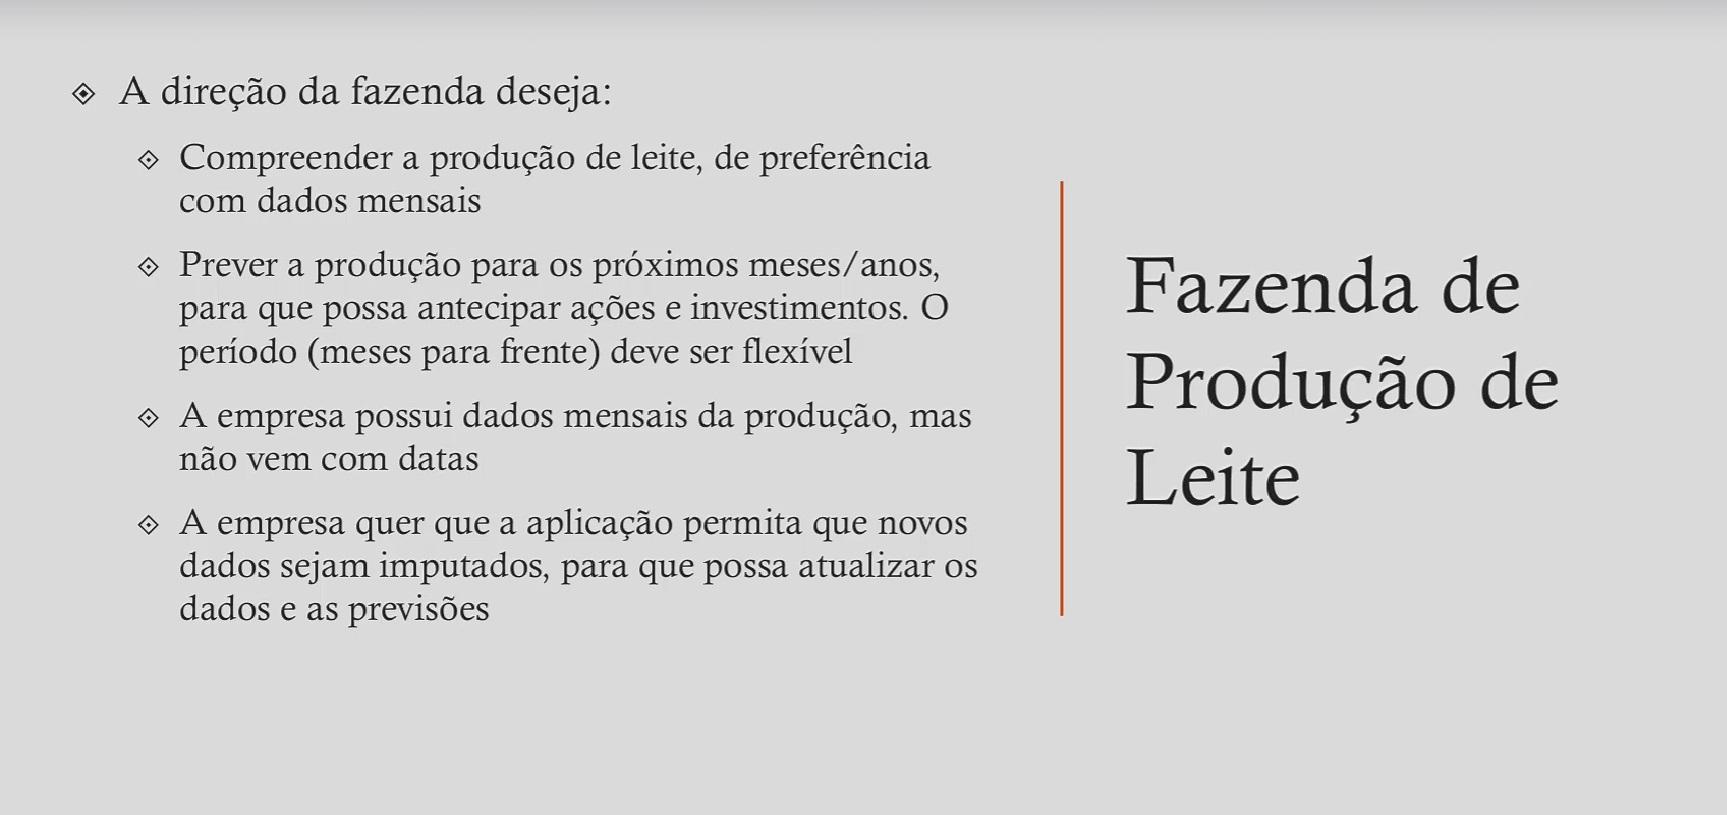 A direção da fazenda deseja:
Compreender a produção de leite, de preferência
com dados mensais
Prever a produção para os próximos meses/anos,
para que possa antecipar ações e investimentos. O
período (meses para frente) deve ser flexível
A empresa possui dados mensais da produção, mas
não vem com datas
A empresa quer que a aplicação permita que novos
dados sejam imputados, para que possa atualizar os
dados e as previsões
Fazenda de
Produção de
Leite